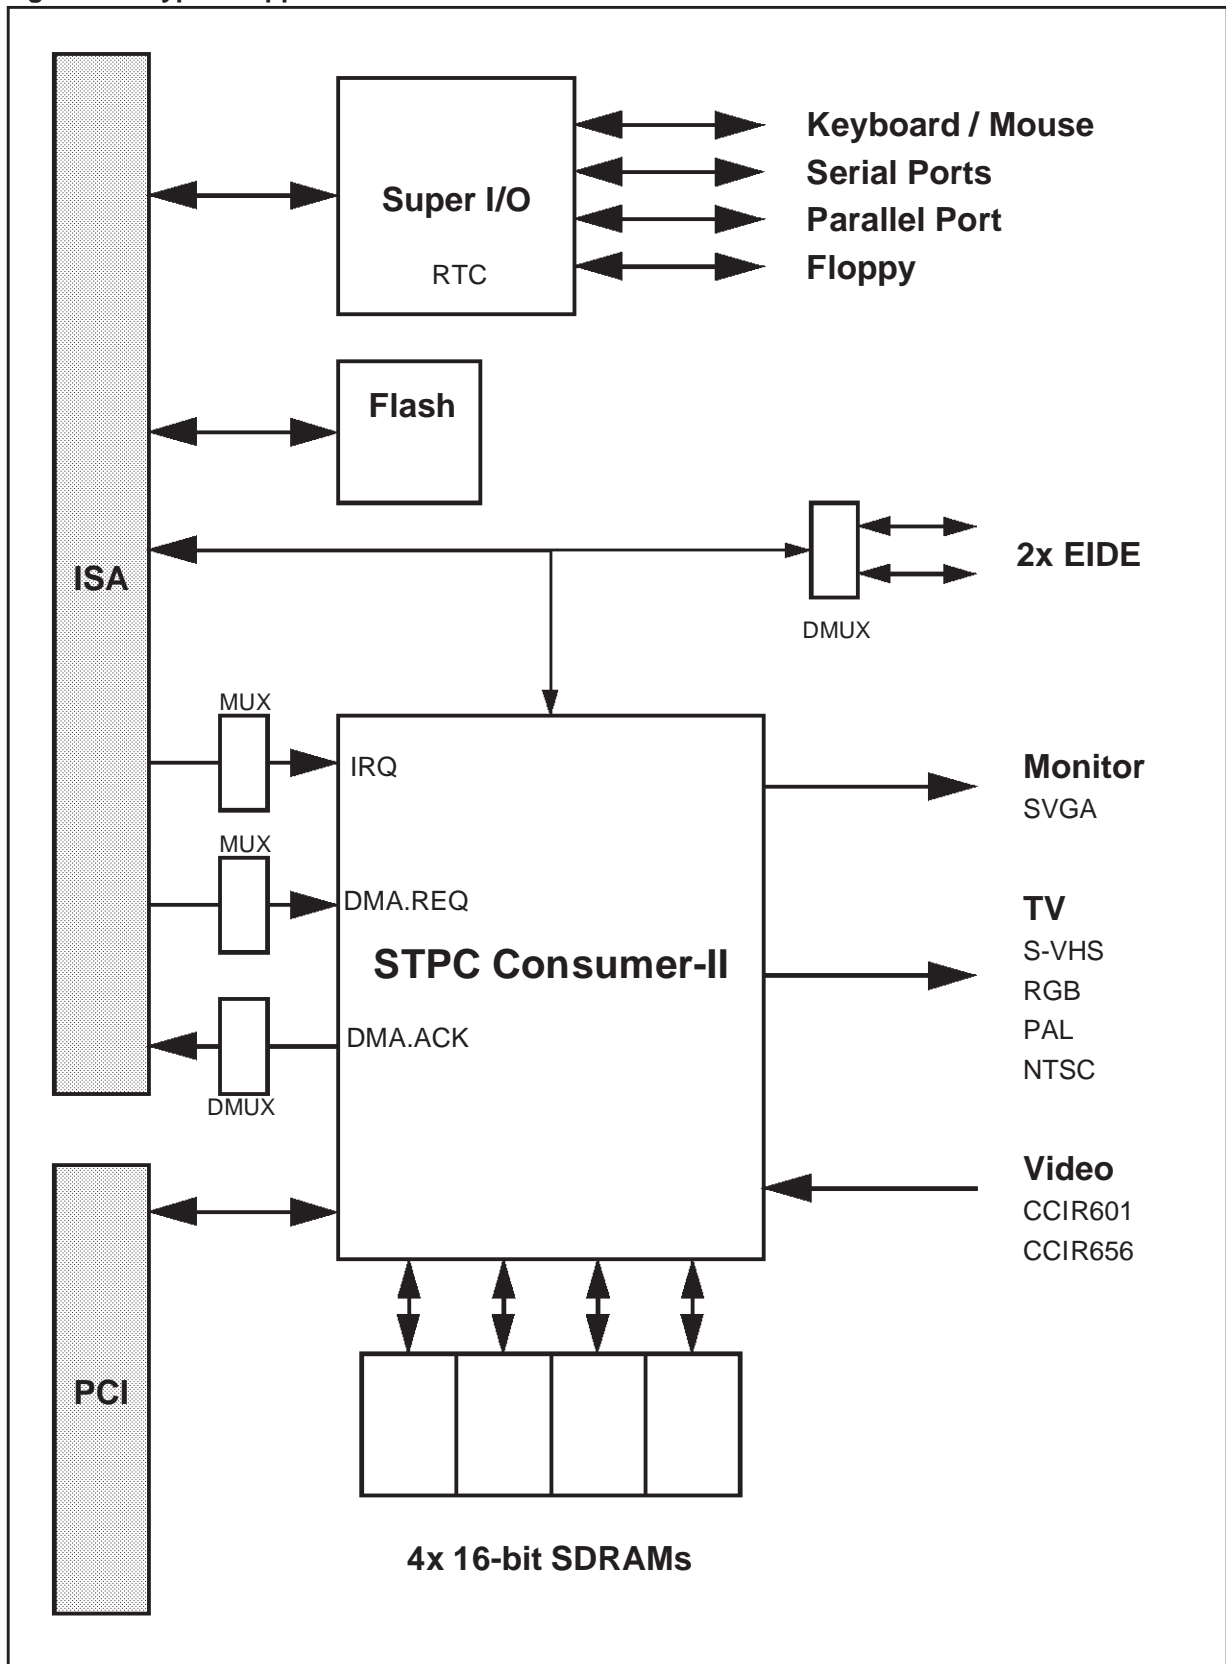 Keyboard / Mouse
Serial Ports
Super I/O
Parallel Port
Floppy
RTC
Flash
ISA
2x EIDE
DMUX
MUX
IRQ
Monitor
SVGA
MUX
DMA.REQ
TV
STPC Consumer-II
S-VHS
RGB
PAL
DMA.ACK
NTSC
DMUX
Video
CCIR601
CCIR656
PCI
4x 16-bit SDRAMs